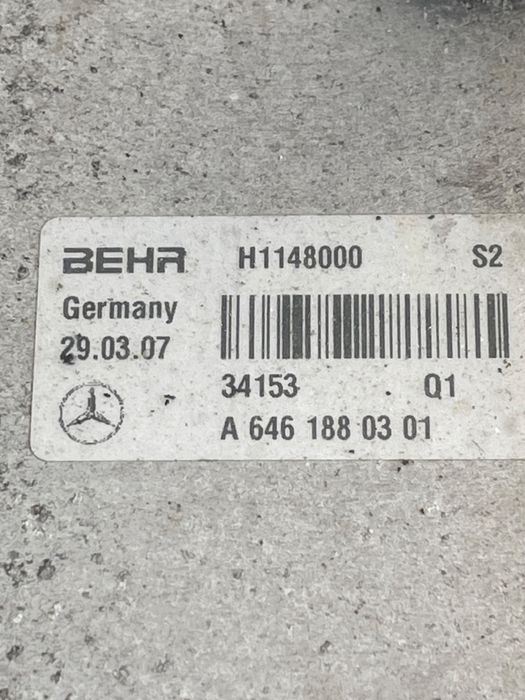 BEHR H1148000 S2
Germany
29.03.07
34153 Q1
A 646 188 03 01